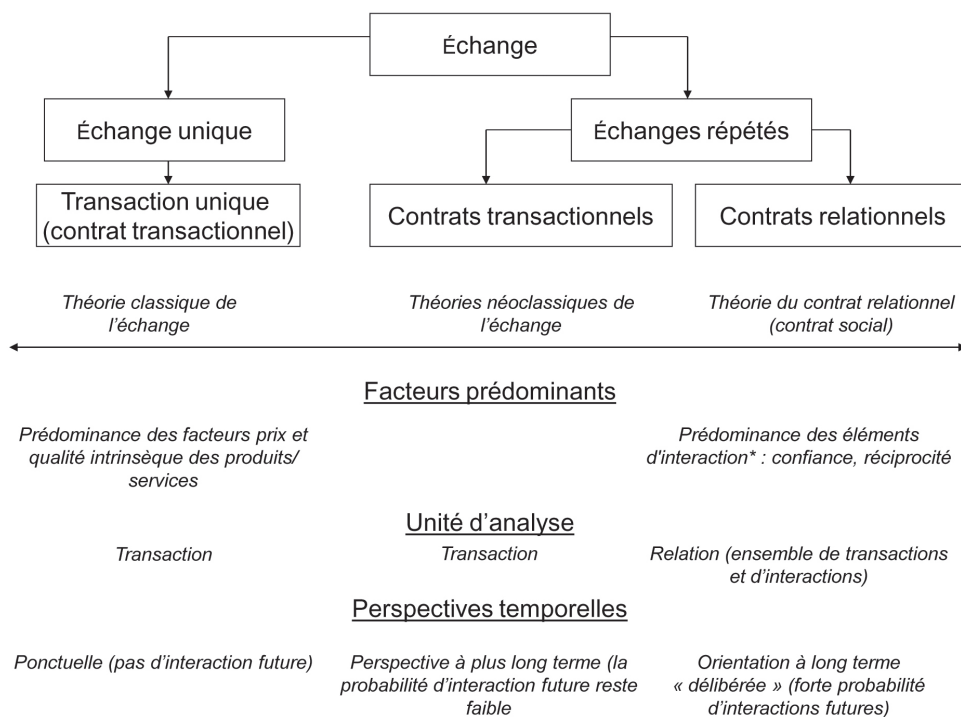 Échange
Échange unique
Échanges répétés
Transaction unique
(contrat transactionnel)
Contrats transactionnels
Contrats relationnels
Théorie classique de
l’échange
Théories néoclassiques de
l’échange
Théorie du contrat relationnel
(contrat social)
Facteurs prédominants
Prédominance des facteurs prix et
qualité intrinsèque des produits/
services
Prédominance des éléments
d'interaction* : confiance, réciprocité
Unité d’analyse
Transaction
Transaction
Relation (ensemble de transactions
et d’interactions)
Perspectives temporelles
Ponctuelle (pas d’interaction future)
Perspective à plus long terme (la
probabilité d’interaction future reste
faible
Orientation à long terme
« délibérée » (forte probabilité
d’interactions futures)